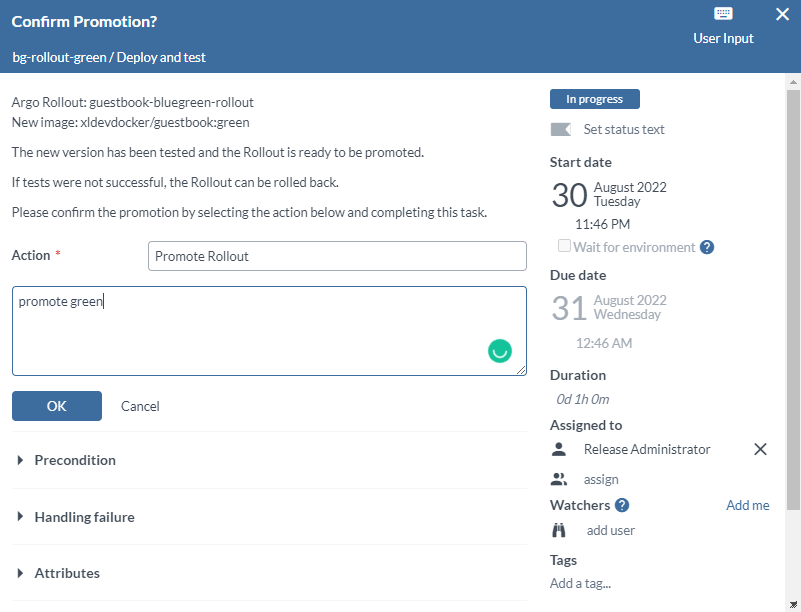 Confirm Promotion?
User Input
bg-rollout-green / Deploy and test
Argo Rollout: guestbook-bluegreen-rollout
New image: xldevdocker/guestbook:green
The new version has been tested and the Rollout is ready to be promoted.
If tests were not successful, the Rollout can be rolled back.
Please confirm the promotion by selecting the action below and completing this task.
Action *
Promote Rollout
promote green
OK
Cancel
Precondition
Handling failure
Attributes
In progress
Set status text
Start date
30 August 2022
Tuesday
11:46 PM
Wait for environment ?
Due date
31 August 2022
Wednesday
12:46 AM
Duration
0d 1h 0m
Assigned to
Release Administrator
assign
Watchers ? Add me
add user
Tags
Add a tag...